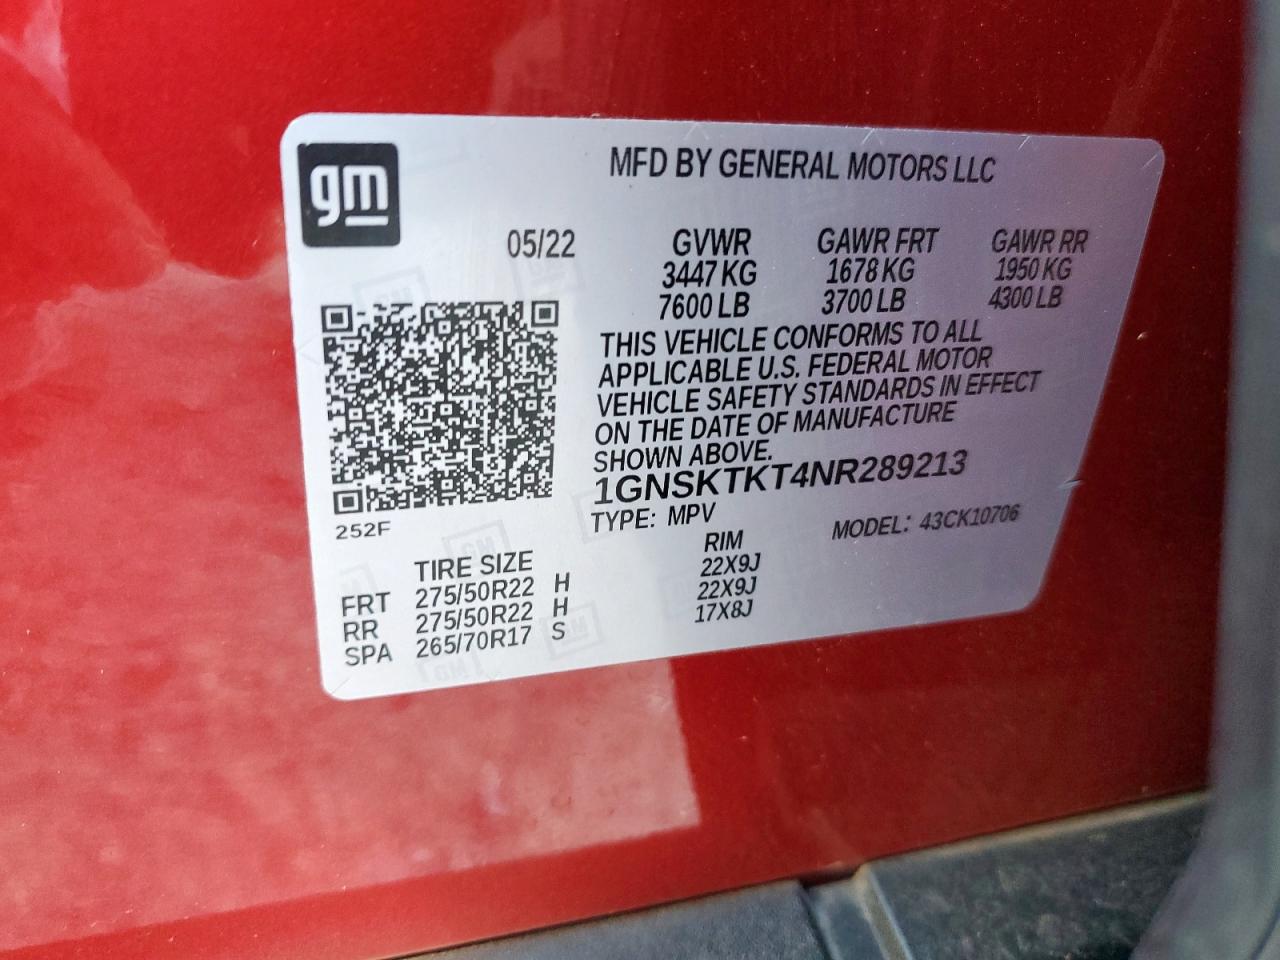 gm
MFD BY GENERAL MOTORS LLC
05/22 GVWR GAWR FRT GAWR RR
3447 KG 1678 KG 1950 KG
7600 LB 3700 LB 4300 LB
THIS VEHICLE CONFORMS TO ALL
APPLICABLE U.S. FEDERAL MOTOR
VEHICLE SAFETY STANDARDS IN EFFECT
ON THE DATE OF MANUFACTURE
SHOWN ABOVE.
1GNSKTKT4NR289213
TYPE: MPV MODEL: 43CK10706
252F
TIRE SIZE RIM
FRT 275/50R22 H 22X9J
RR 275/50R22 H 22X9J
SPA 265/70R17 S 17X8J